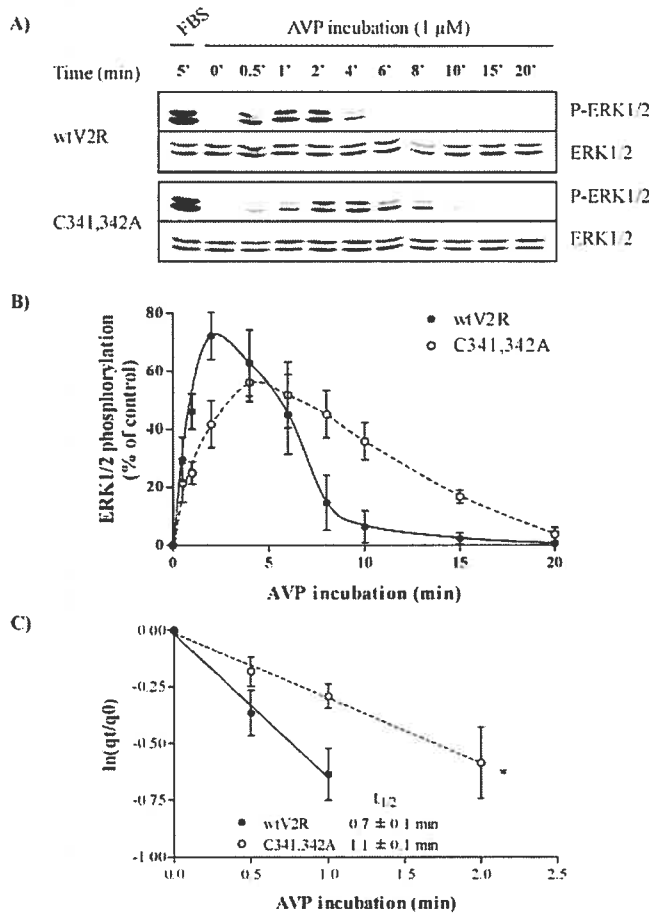 A)
FBS
AVP incubation (1 µM)
Time (min) 5' 0' 0.5' 1' 2' 4' 6' 8' 10' 15' 20'
wtV2R
P-ERK1/2
ERK1/2
C341,342A
P-ERK1/2
ERK1/2
B)
ERK1/2 phosphorylation
(% of control)
80
60
40
20
0
wtV2R
C341,342A
0 5 10 15 20
AVP incubation (min)
C)
ln(qt/q0)
0.00
-0.25
-0.50
-0.75
-1.00
*
t1/2
wtV2R 0.7 ± 0.1 min
C341,342A 1.1 ± 0.1 min
0.0 0.5 1.0 1.5 2.0 2.5
AVP incubation (min)